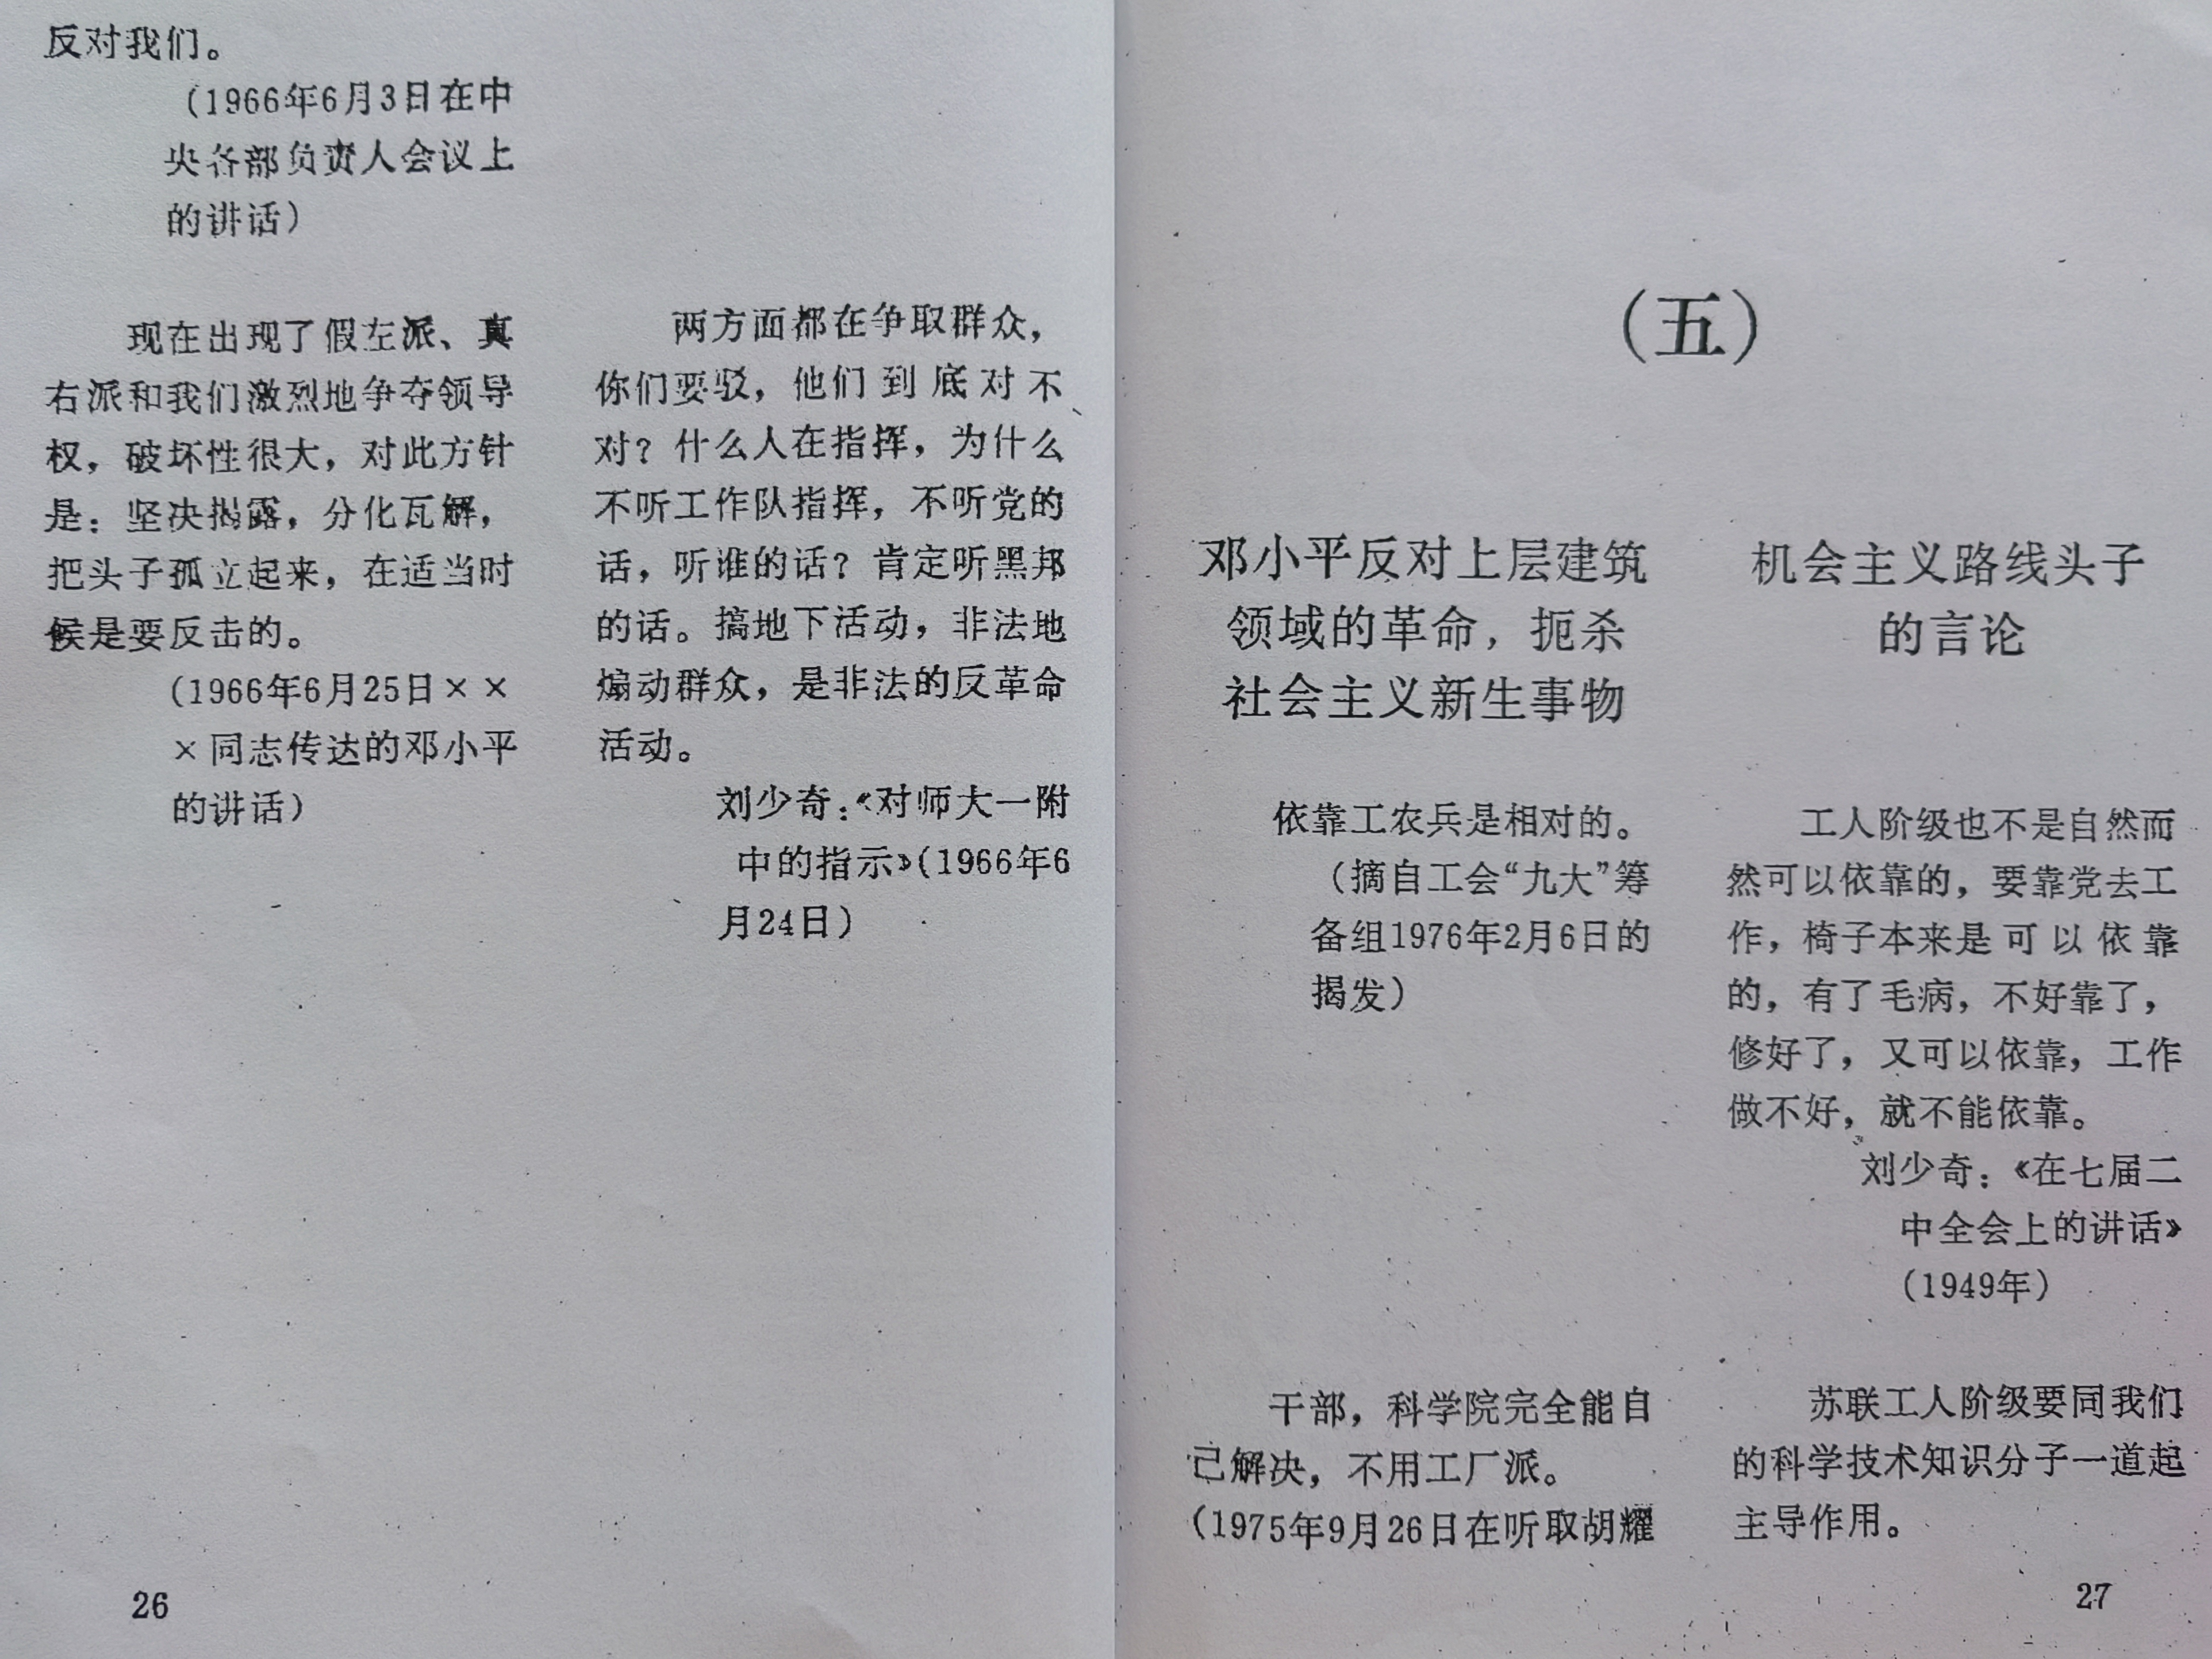 反对我们。
(1966年6月3日在中
央各部负责人会议上
的讲话)
现在出现了假左派、真
右派和我们激烈地争夺领导
权，破坏性很大，对此方针
是：坚决揭露，分化瓦解，
把头子孤立起来，在适当时
候是要反击的。
(1966年6月25日××
×同志传达的邓小平
的讲话)
两方面都在争取群众，
你们要驳，他们到底对不
对？什么人在指挥，为什么
不听工作队指挥，不听党的
话，听谁的话？肯定听黑邦
的话。搞地下活动，非法地
煽动群众，是非法的反革命
活动。
刘少奇：《对师大一附
中的指示》(1966年6
月24日)
26
(五)
邓小平反对上层建筑
领域的革命，扼杀
社会主义新生事物
依靠工农兵是相对的。
(摘自工会“九大”筹
备组1976年2月6日的
揭发)
干部，科学院完全能自
己解决，不用工厂派。
(1975年9月26日在听取胡耀
机会主义路线头子
的言论
工人阶级也不是自然而
然可以依靠的，要靠党去工
作，椅子本来是可以依靠
的，有了毛病，不好靠了，
修好了，又可以依靠，工作
做不好，就不能依靠。
刘少奇：《在七届二
中全会上的讲话》
(1949年)
苏联工人阶级要同我们
的科学技术知识分子一道起
主导作用。
27